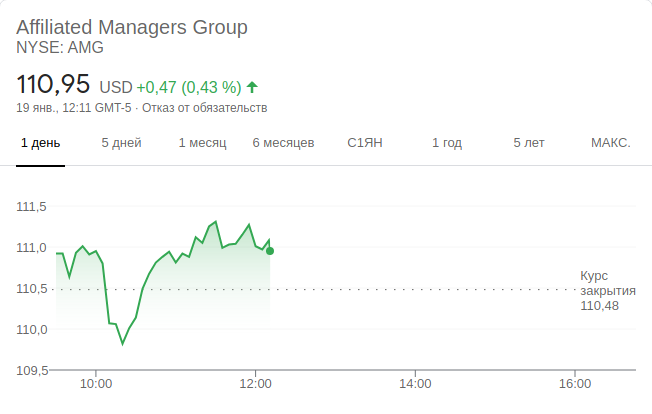 Affiliated Managers Group
NYSE: AMG
110,95 USD +0,47 (0,43 %)
19 янв., 12:11 GMT-5 · Отказ от обязательств
1 день 5 дней 1 месяц 6 месяцев С1ЯН 1 год 5 лет МАКС.
111,5
111,0
110,5
110,0
109,5
Курс
закрытия
110,48
10:00 12:00 14:00 16:00